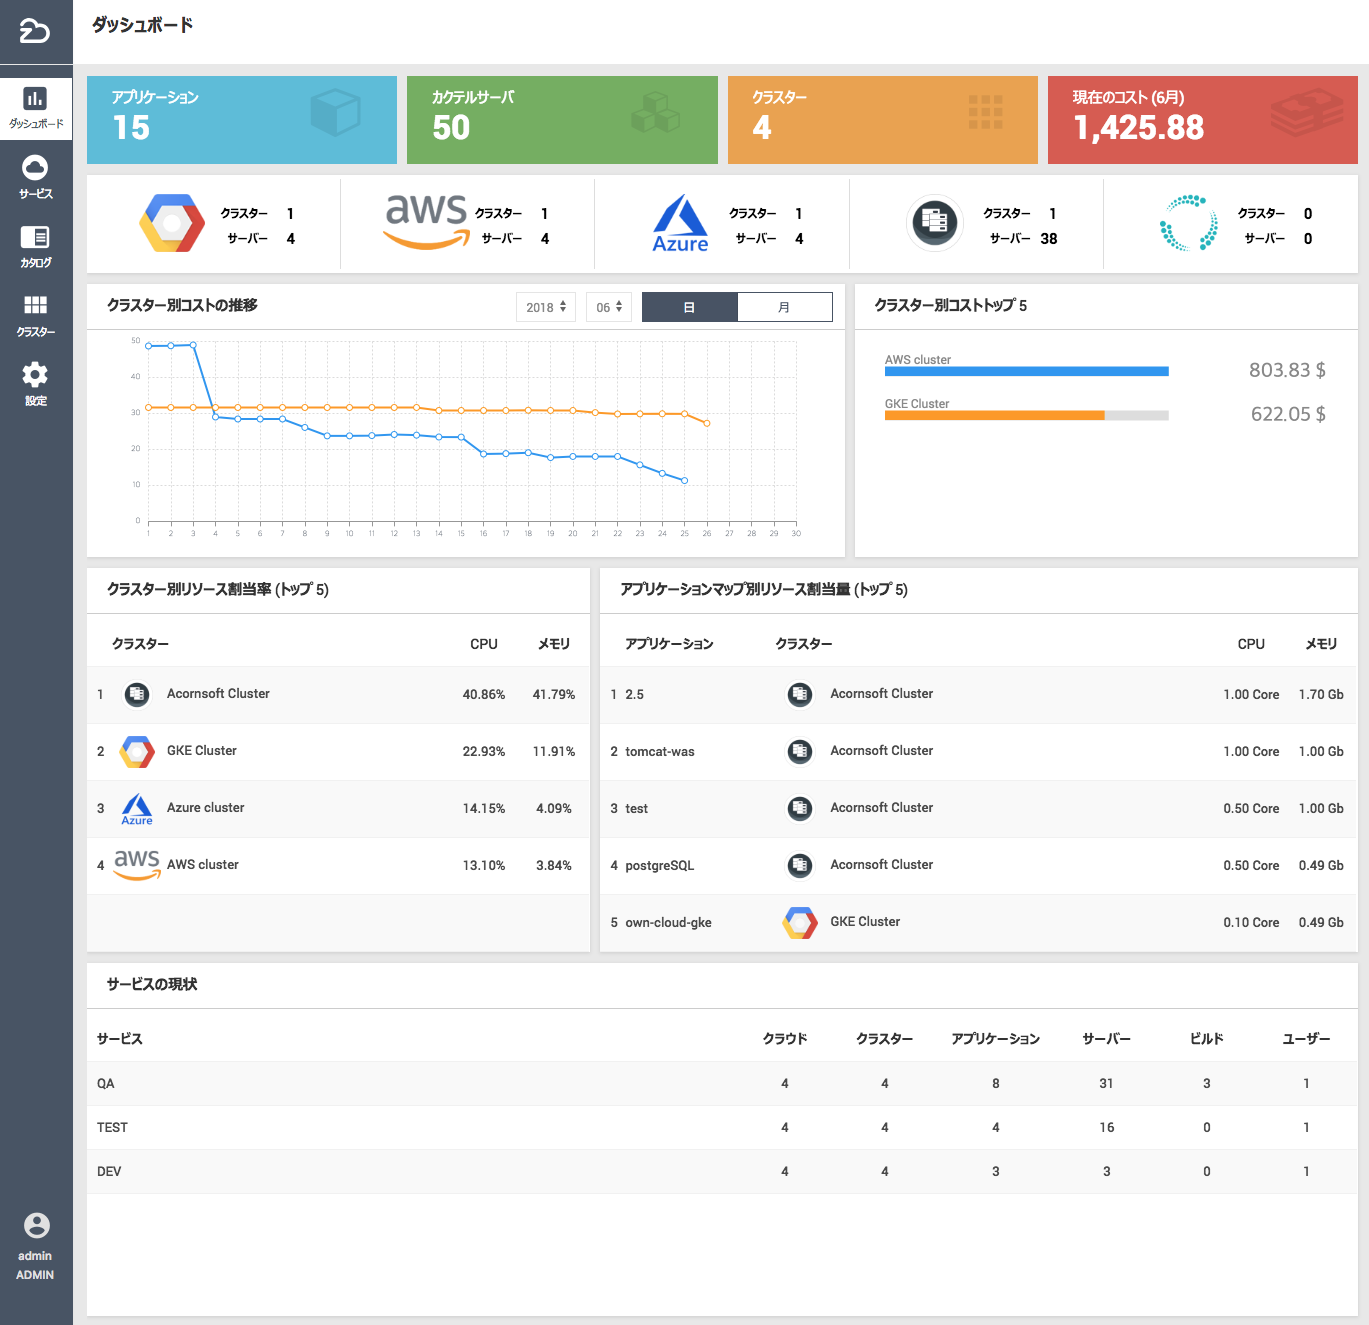 ダッシュボード
ダッシュボード
サービス
カタログ
クラスター
設定
admin
ADMIN
アプリケーション
15
カクテルサーバ
50
クラスター
4
現在のコスト (6月)
1,425.88
クラスター 1
サーバー 4
aws
クラスター 1
サーバー 4
Azure
クラスター 1
サーバー 4
クラスター 1
サーバー 38
クラスター 0
サーバー 0
クラスター別コストの推移
2018
06
日
月
50
40
30
20
10
0
1 2 3 4 5 6 7 8 9 10 11 12 13 14 15 16 17 18 19 20 21 22 23 24 25 26 27 28 29 30
クラスター別コストトップ 5
AWS cluster
803.83 $
GKE Cluster
622.05 $
クラスター別リソース割当率 (トップ 5)
クラスター CPU メモリ
1 Acornsoft Cluster 40.86% 41.79%
2 GKE Cluster 22.93% 11.91%
3 Azure Azure cluster 14.15% 4.09%
4 aws AWS cluster 13.10% 3.84%
アプリケーションマップ別リソース割当量 (トップ 5)
アプリケーション クラスター CPU メモリ
1 2.5 Acornsoft Cluster 1.00 Core 1.70 Gb
2 tomcat-was Acornsoft Cluster 1.00 Core 1.00 Gb
3 test Acornsoft Cluster 0.50 Core 1.00 Gb
4 postgreSQL Acornsoft Cluster 0.50 Core 0.49 Gb
5 own-cloud-gke GKE Cluster 0.10 Core 0.49 Gb
サービスの現状
サービス クラウド クラスター アプリケーション サーバー ビルド ユーザー
QA 4 4 8 31 3 1
TEST 4 4 4 16 0 1
DEV 4 4 3 3 0 1